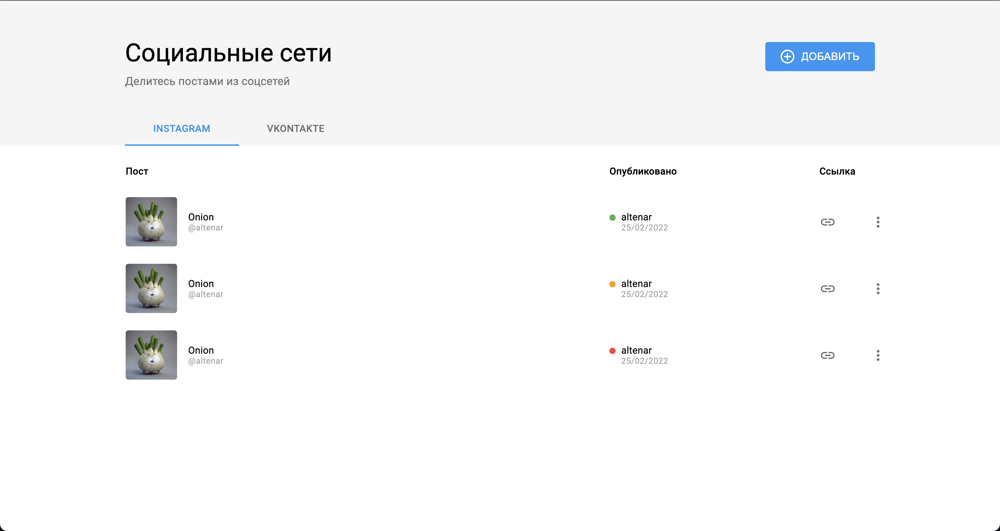 Социальные сети
ДОБАВИТЬ
Делитесь постами из соцсетей
INSTAGRAM VKONTAKTE
Пост Опубликовано Ссылка
Onion altenar
@altenar 25/02/2022
Onion altenar
@altenar 25/02/2022
Onion altenar
@altenar 25/02/2022